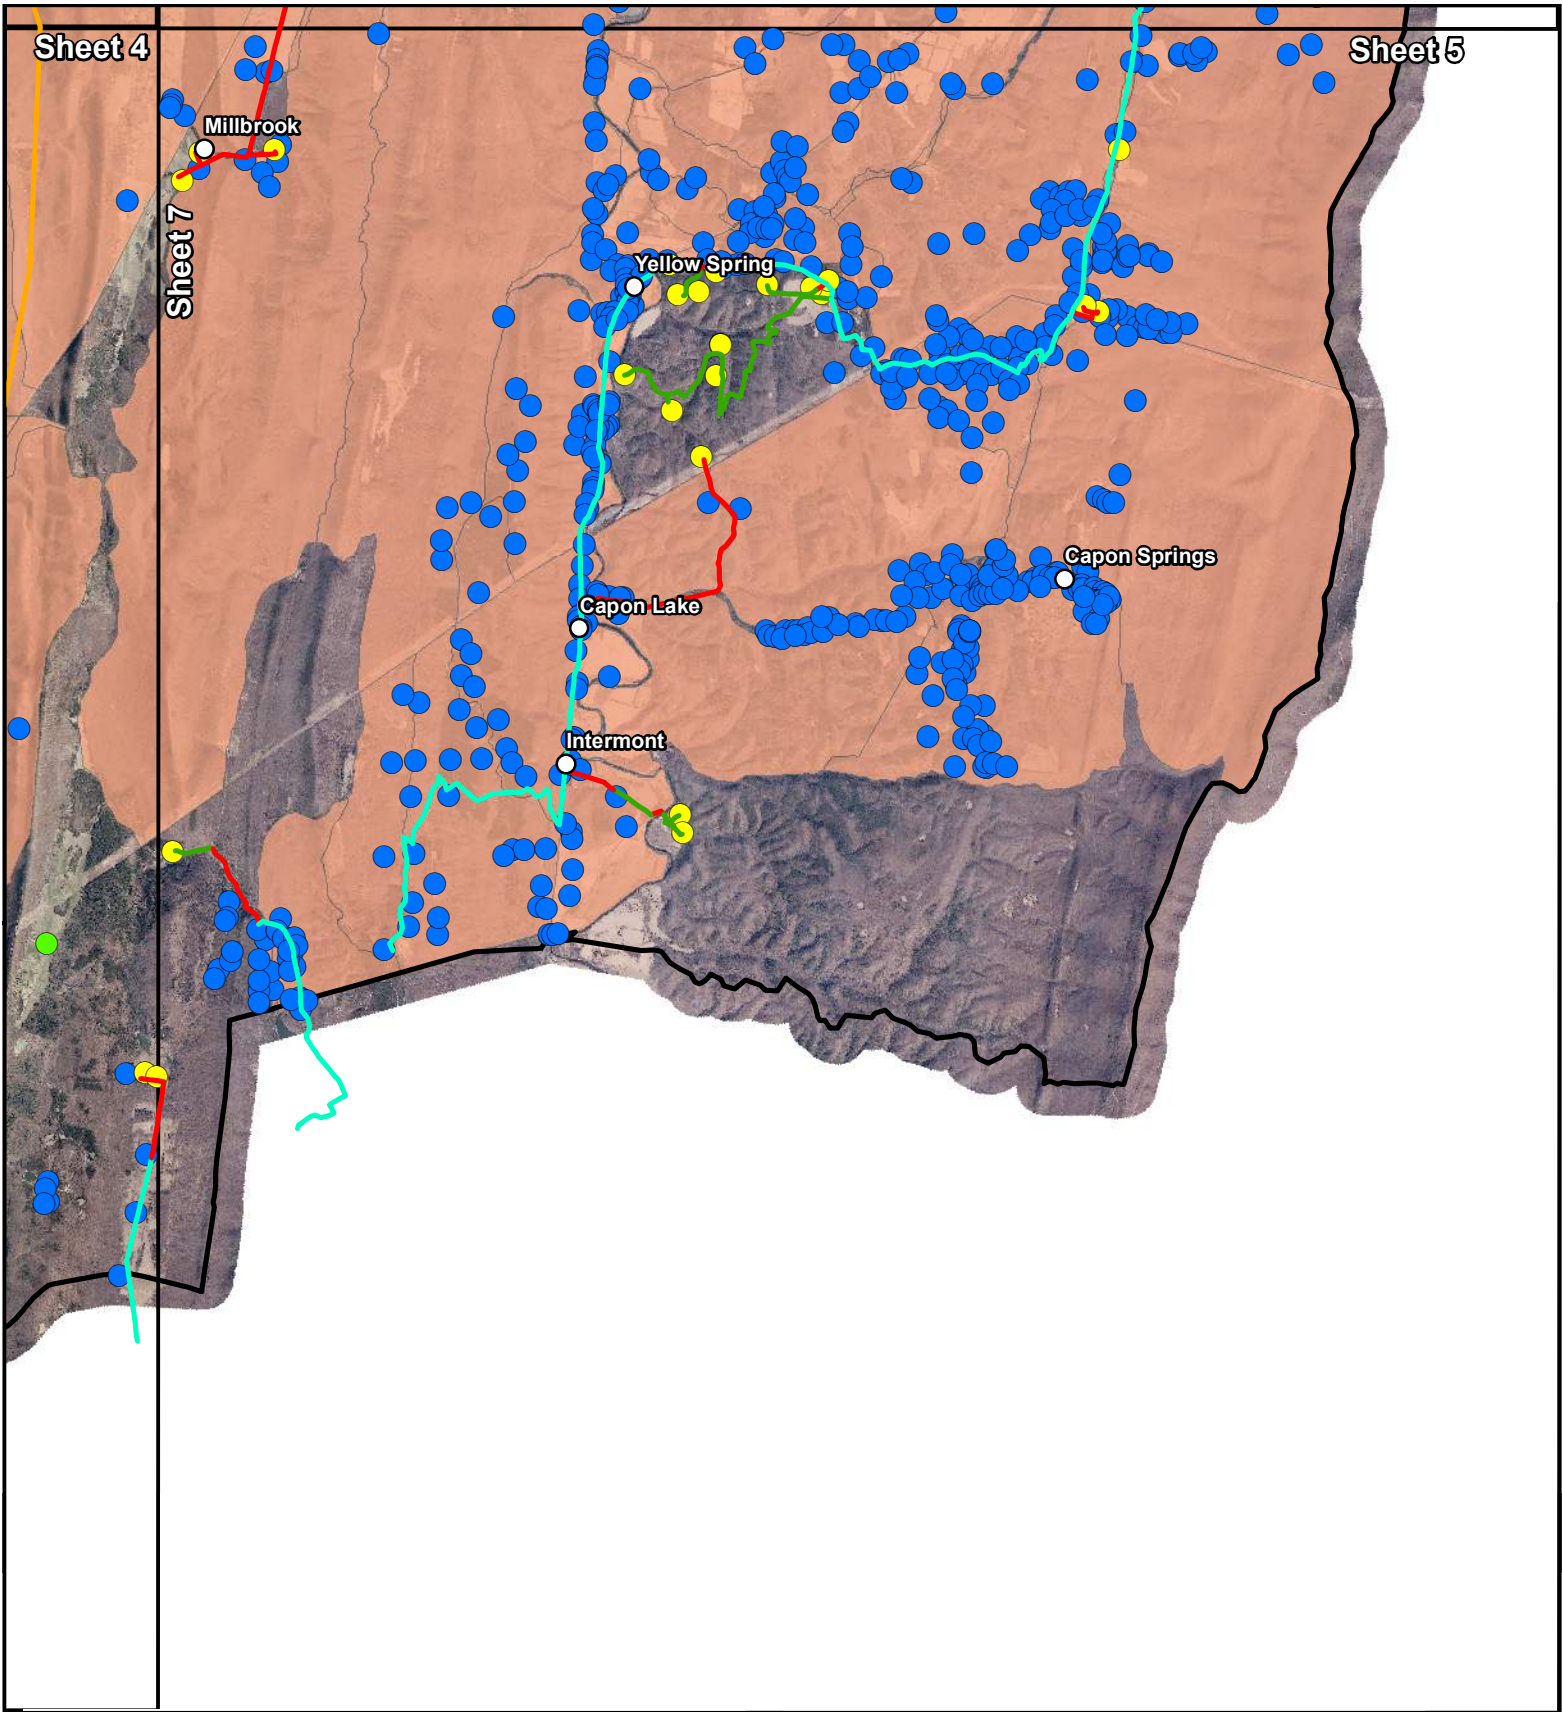 Sheet 4
Sheet 5
Millbrook
Sheet 7
Yellow Spring
Capon Springs
Capon Lake
Intermont